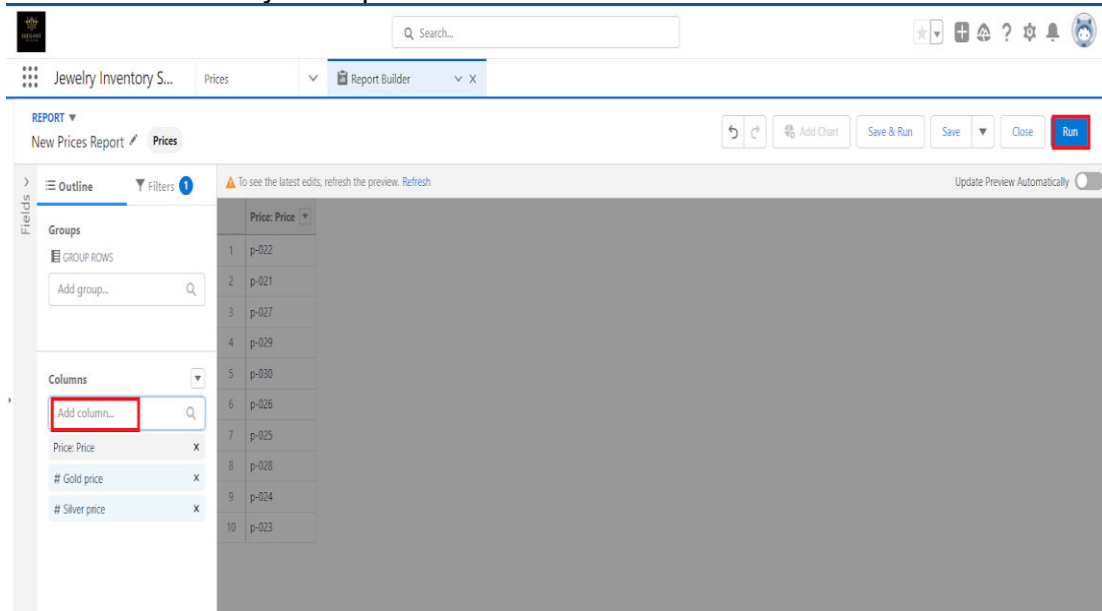 ELEGANT
Search...
Jewelry Inventory S...
Prices
Report Builder
REPORT
New Prices Report
Prices
Add Chart
Save & Run
Save
Close
Run
Fields
Outline
Filters 1
To see the latest edits, refresh the preview. Refresh
Update Preview Automatically
Groups
GROUP ROWS
Add group...
Columns
Add column...
Price: Price
# Gold price
# Silver price
Price: Price
1 p-022
2 p-021
3 p-027
4 p-029
5 p-030
6 p-026
7 p-025
8 p-028
9 p-024
10 p-023